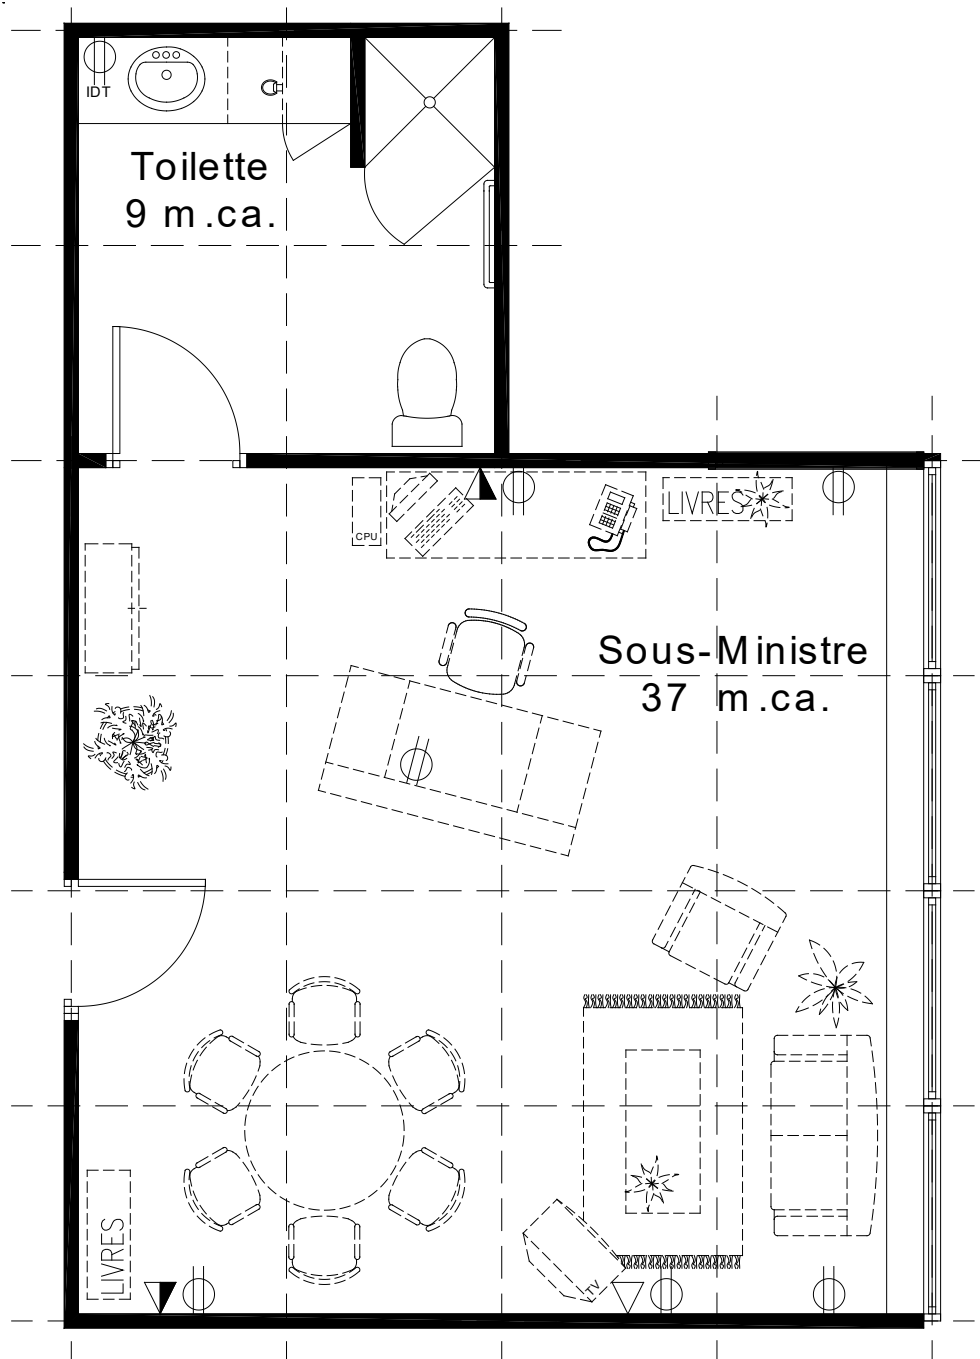 IDT
Toilette
9 m.ca.
CPU
LIVRES
Sous-Ministre
37 m.ca.
LIVRES
TV